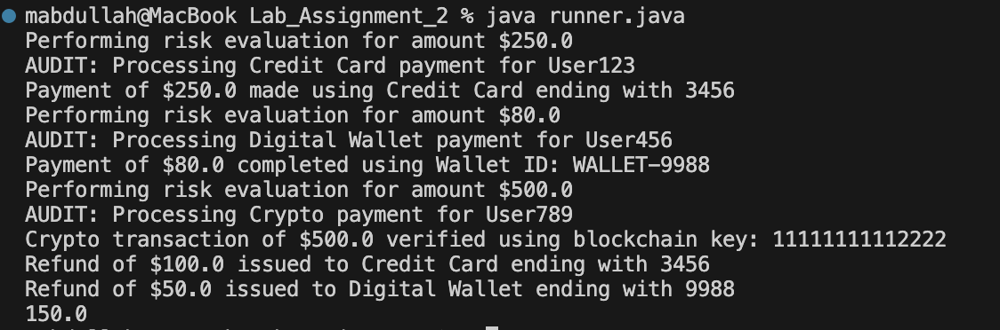 mabdullah@MacBook Lab_Assignment_2 % java runner.java
Performing risk evaluation for amount $250.0
AUDIT: Processing Credit Card payment for User123
Payment of $250.0 made using Credit Card ending with 3456
Performing risk evaluation for amount $80.0
AUDIT: Processing Digital Wallet payment for User456
Payment of $80.0 completed using Wallet ID: WALLET-9988
Performing risk evaluation for amount $500.0
AUDIT: Processing Crypto payment for User789
Crypto transaction of $500.0 verified using blockchain key: 11111111112222
Refund of $100.0 issued to Credit Card ending with 3456
Refund of $50.0 issued to Digital Wallet ending with 9988
150.0